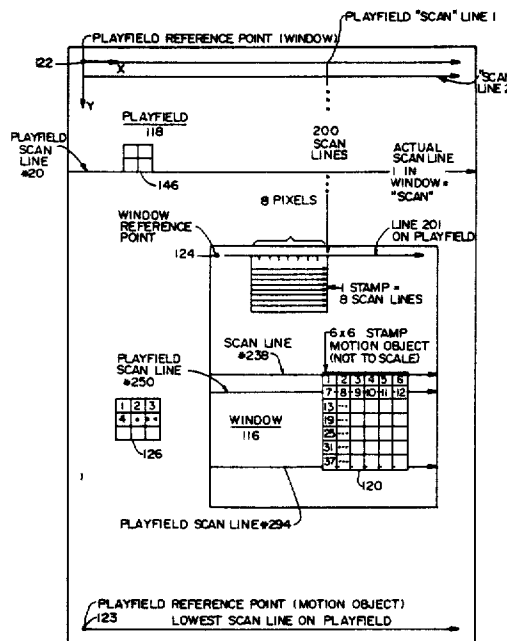 PLAYFIELD "SCAN" LINE 1
PLAYFIELD REFERENCE POINT (WINDOW)
122
X
"SCAN"
LINE 2
Y
PLAYFIELD
118
PLAYFIELD
SCAN
LINE
#20
146
200
SCAN
LINES
ACTUAL
SCAN LINE
1 IN
WINDOW =
"SCAN"
8 PIXELS
WINDOW
REFERENCE
POINT
124
LINE 201
ON PLAYFIELD
1 STAMP =
8 SCAN LINES
6x6 STAMP
MOTION OBJECT
(NOT TO SCALE)
SCAN LINE
#238
PLAYFIELD
SCAN LINE
#250
1 2 3 4 5 6
7 8 9 10 11 12
13
19
25
31
37
WINDOW
116
1 2 3
4
126
120
PLAYFIELD SCAN LINE #294
PLAYFIELD REFERENCE POINT (MOTION OBJECT)
123
LOWEST SCAN LINE ON PLAYFIELD